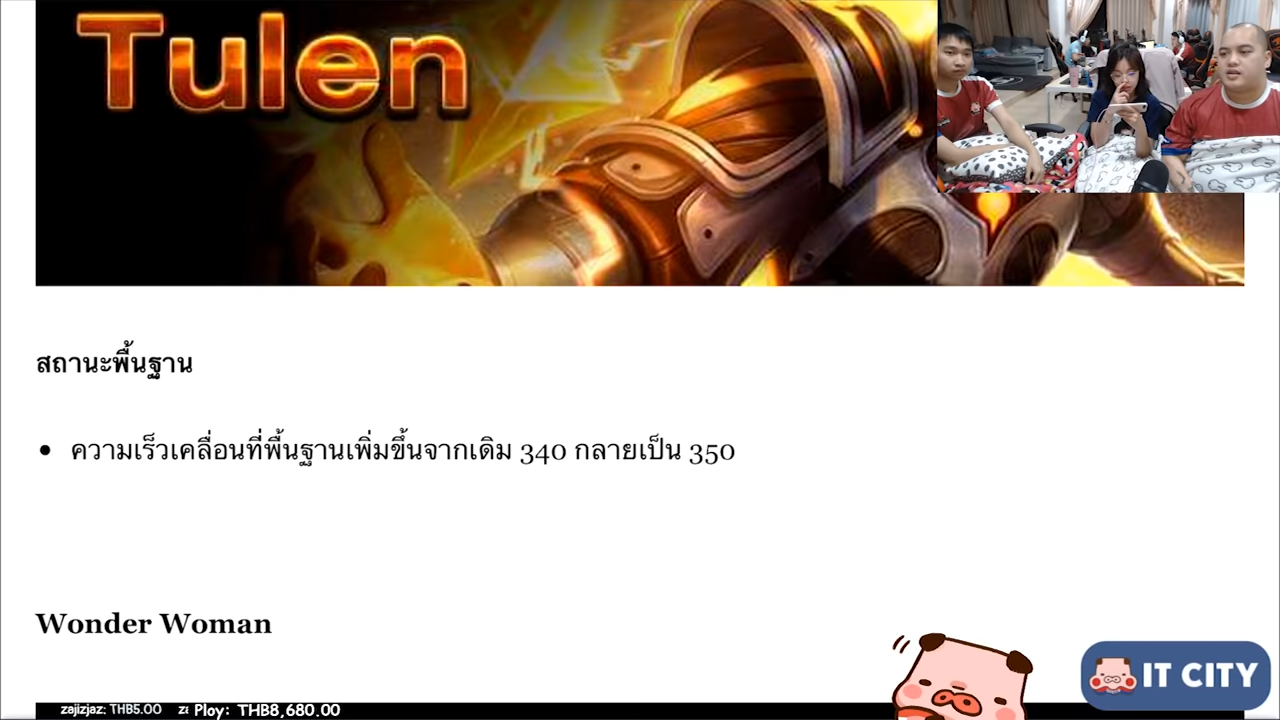 Tulen
สถานะพื้นฐาน
• ความเร็วเคลื่อนที่พื้นฐานเพิ่มขึ้นจากเดิม 340 กลายเป็น 350
Wonder Woman
IT CITY
zajizjaz: THB5.00 za Ploy: THB8,680.00